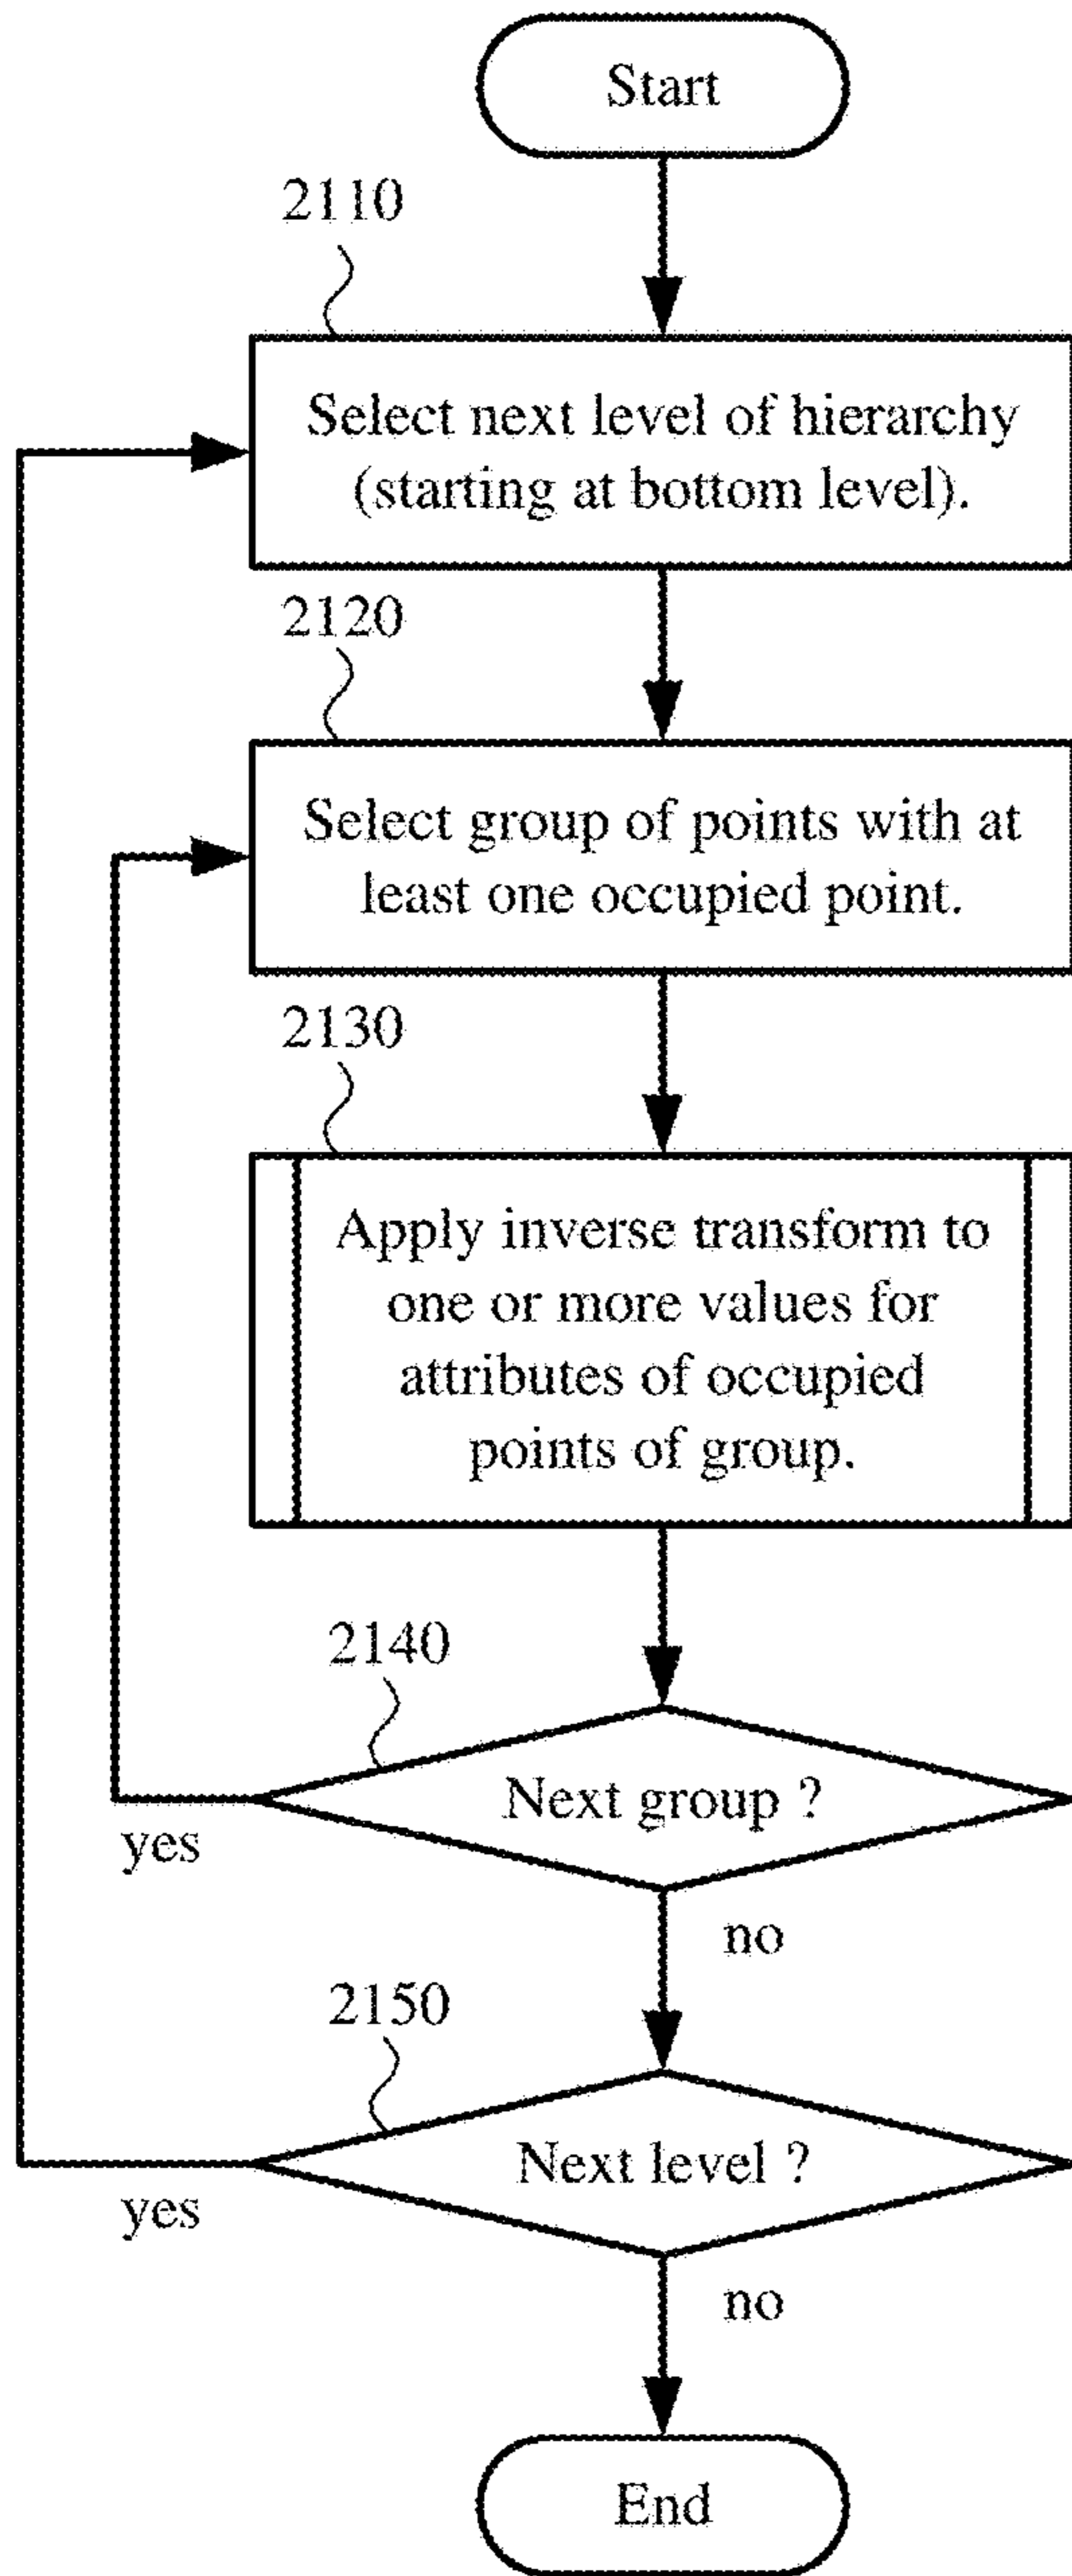 Start
2110
Select next level of hierarchy
(starting at bottom level).
2120
Select group of points with at
least one occupied point.
2130
Apply inverse transform to
one or more values for
attributes of occupied
points of group.
2140
Next group ?
yes
no
2150
Next level ?
yes
no
End